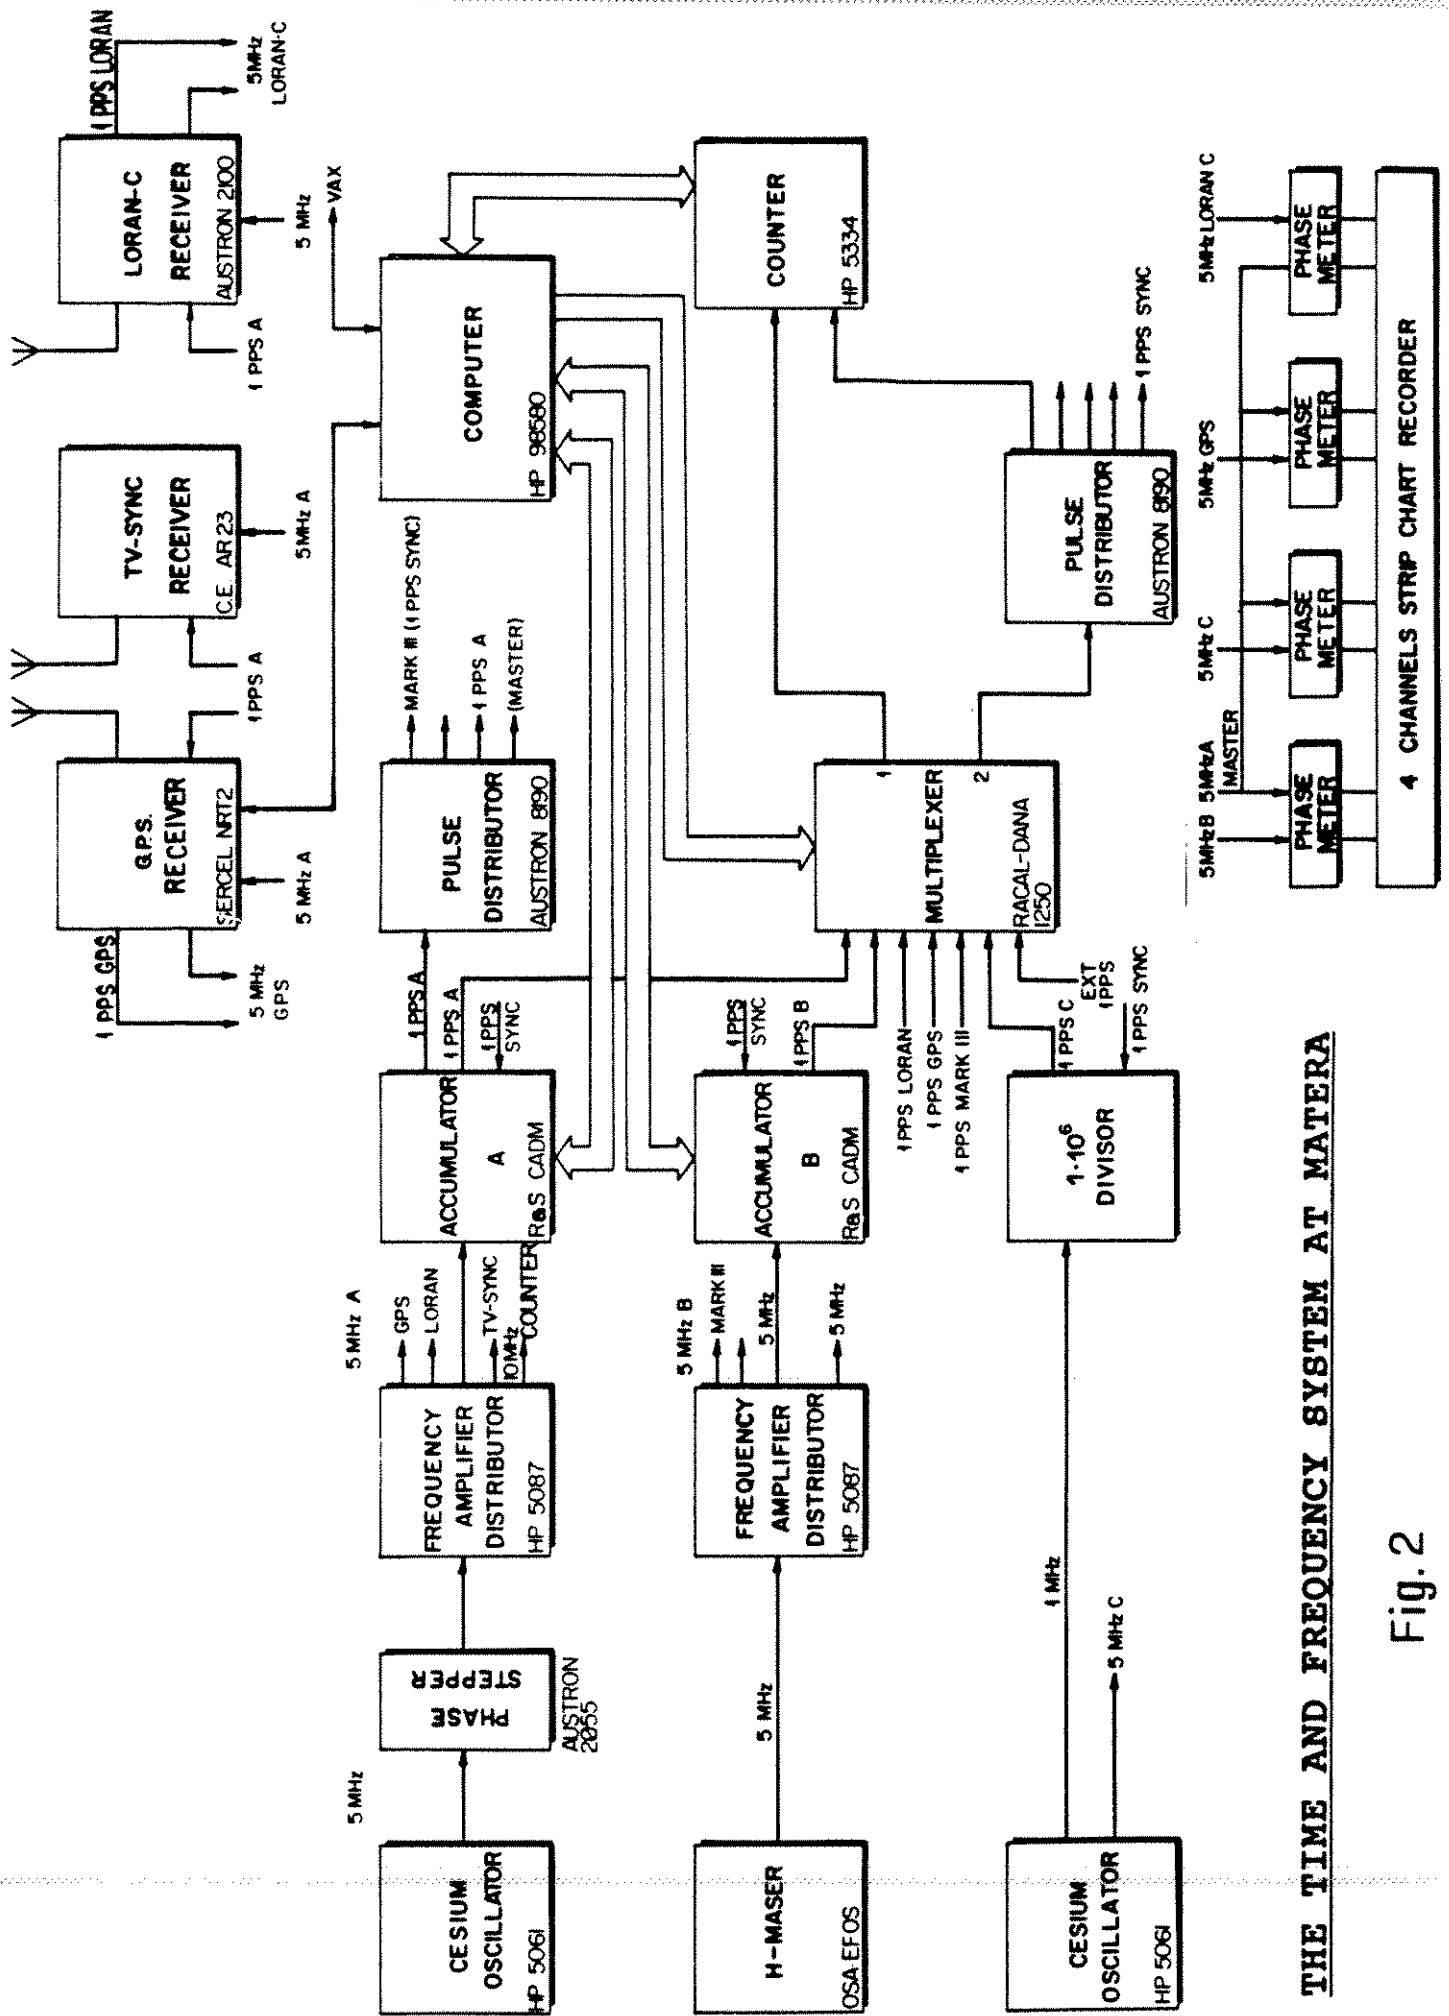 1 PPS GPS
5 MHz
GPS
G.P.S.
RECEIVER
SERCEL NRT2
5 MHz A
1 PPS A
TV-SYNC
RECEIVER
C.E. AR23
1 PPS A
5 MHz A
LORAN-C
RECEIVER
AUSTRON 2100
1 PPS A
5 MHz
1 PPS LORAN
5 MHz
LORAN-C
CESIUM
OSCILLATOR
HP 5061
5 MHz
PHASE
STEPPER
AUSTRON
2055
FREQUENCY
AMPLIFIER
DISTRIBUTOR
HP 5087
5 MHz A
GPS
LORAN
TV-SYNC
10MHz
COUNTER
ACCUMULATOR
A
R&S CADM
1 PPS A
1 PPS A
1 PPS
SYNC
PULSE
DISTRIBUTOR
AUSTRON 8190
MARK III (1 PPS SYNC)
1 PPS A
(MASTER)
COMPUTER
HP 98580
VAX
H-MASER
OSA-EFOS
5 MHz
FREQUENCY
AMPLIFIER
DISTRIBUTOR
HP 5087
5 MHz B
MARK III
5 MHz
5 MHz
ACCUMULATOR
B
R&S CADM
1 PPS
SYNC
1 PPS B
1 PPS LORAN
1 PPS GPS
1 PPS MARK III
MULTIPLEXER
RACAL-DANA
1250
1
2
EXT
1 PPS
COUNTER
HP 5334
PULSE
DISTRIBUTOR
AUSTRON 8190
1 PPS SYNC
CESIUM
OSCILLATOR
HP 5061
1 MHz
5 MHz C
1·10⁶
DIVISOR
1 PPS C
1 PPS SYNC
5MHz B
5MHz A
MASTER
5MHz C
5MHz GPS
5MHz LORAN C
PHASE
METER
PHASE
METER
PHASE
METER
PHASE
METER
4 CHANNELS STRIP CHART RECORDER
THE TIME AND FREQUENCY SYSTEM AT MATERA
Fig. 2